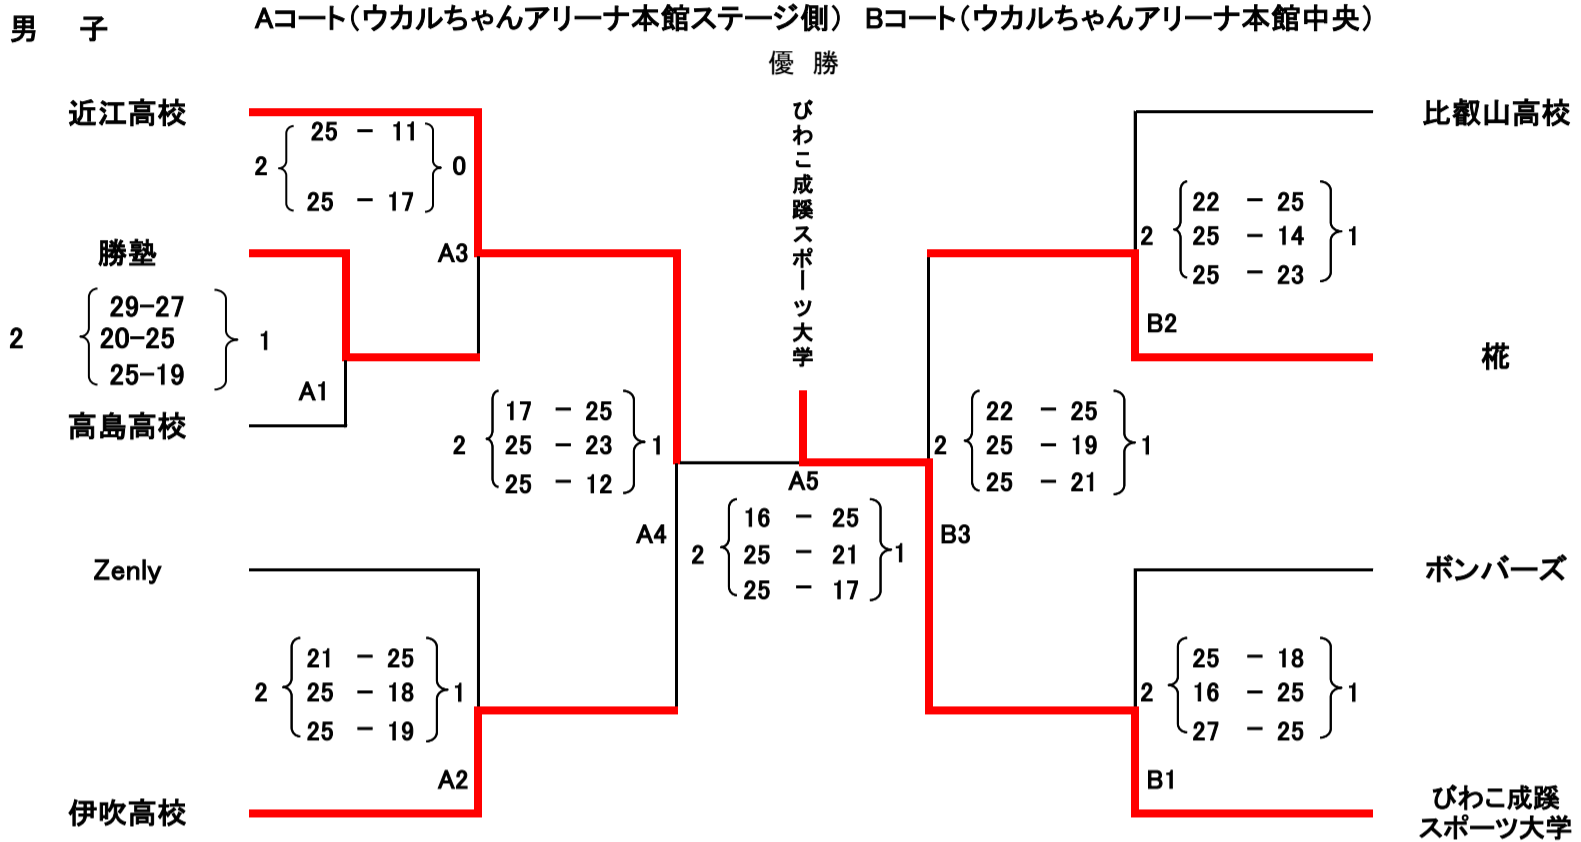 男　子
Aコート（ウカルちゃんアリーナ本館ステージ側）　Bコート（ウカルちゃんアリーナ本館中央）
優　勝
びわこ成蹊スポーツ大学
近江高校
2 25 － 11 0
25 － 17
A3
勝塾
29－27
2 20－25 1
25－19
A1
高島高校
17 － 25
2 25 － 23 1
25 － 12
A4
Zenly
21 － 25
2 25 － 18 1
25 － 19
A2
伊吹高校
A5
16 － 25
2 25 － 21 1
25 － 17
比叡山高校
22 － 25
2 25 － 14 1
25 － 23
B2
椛
22 － 25
2 25 － 19 1
25 － 21
B3
ボンバーズ
25 － 18
2 16 － 25 1
27 － 25
B1
びわこ成蹊
スポーツ大学